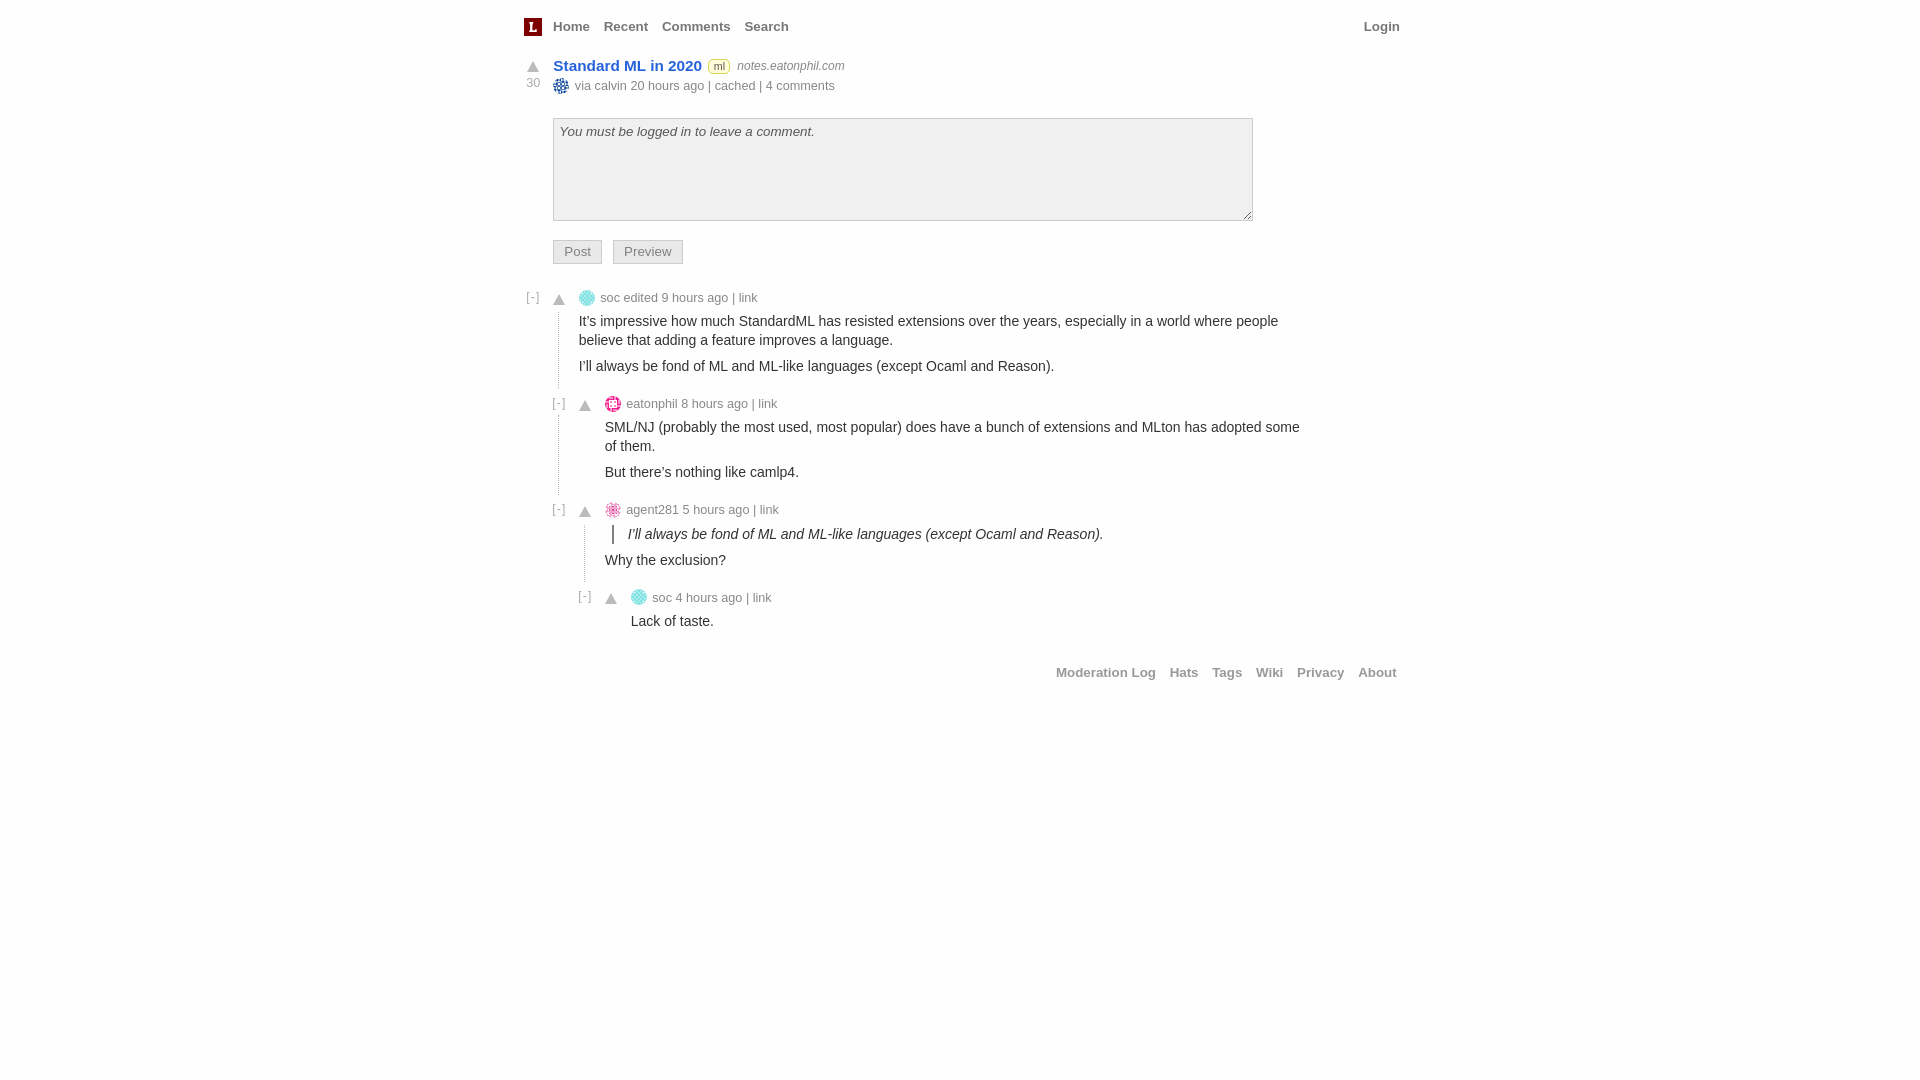 L Home Recent Comments Search Login
Standard ML in 2020 ml notes.eatonphil.com
30
via calvin 20 hours ago | cached | 4 comments
You must be logged in to leave a comment.
Post Preview
[-] soc edited 9 hours ago | link
It’s impressive how much StandardML has resisted extensions over the years, especially in a world where people
believe that adding a feature improves a language.
I’ll always be fond of ML and ML-like languages (except Ocaml and Reason).
[-] eatonphil 8 hours ago | link
SML/NJ (probably the most used, most popular) does have a bunch of extensions and MLton has adopted some
of them.
But there’s nothing like camlp4.
[-] agent281 5 hours ago | link
I’ll always be fond of ML and ML-like languages (except Ocaml and Reason).
Why the exclusion?
[-] soc 4 hours ago | link
Lack of taste.
Moderation Log Hats Tags Wiki Privacy About